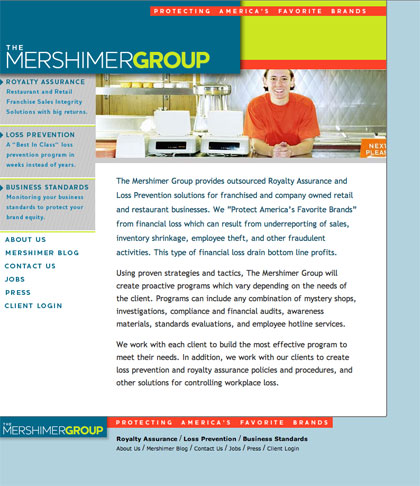 PROTECTING AMERICA'S FAVORITE BRANDS
THE
MERSHIMERGROUP
ROYALTY ASSURANCE
Restaurant and Retail
Franchise Sales Integrity
Solutions with big returns.
LOSS PREVENTION
A "Best In Class" loss
prevention program in
weeks instead of years.
BUSINESS STANDARDS
Monitoring your business
standards to protect your
brand equity.
ABOUT US
MERSHIMER BLOG
CONTACT US
JOBS
PRESS
CLIENT LOGIN
NEXT
PLEA
The Mershimer Group provides outsourced Royalty Assurance and
Loss Prevention solutions for franchised and company owned retail
and restaurant businesses. We "Protect America's Favorite Brands"
from financial loss which can result from underreporting of sales,
inventory shrinkage, employee theft, and other fraudulent
activities. This type of financial loss drain bottom line profits.
Using proven strategies and tactics, The Mershimer Group will
create proactive programs which vary depending on the needs of
the client. Programs can include any combination of mystery shops,
investigations, compliance and financial audits, awareness
materials, standards evaluations, and employee hotline services.
We work with each client to build the most effective program to
meet their needs. In addition, we work with our clients to create
loss prevention and royalty assurance policies and procedures, and
other solutions for controlling workplace loss.
THE
MERSHIMERGROUP
PROTECTING AMERICA'S FAVORITE BRANDS
Royalty Assurance / Loss Prevention / Business Standards
About Us / Mershimer Blog / Contact Us / Jobs / Press / Client Login